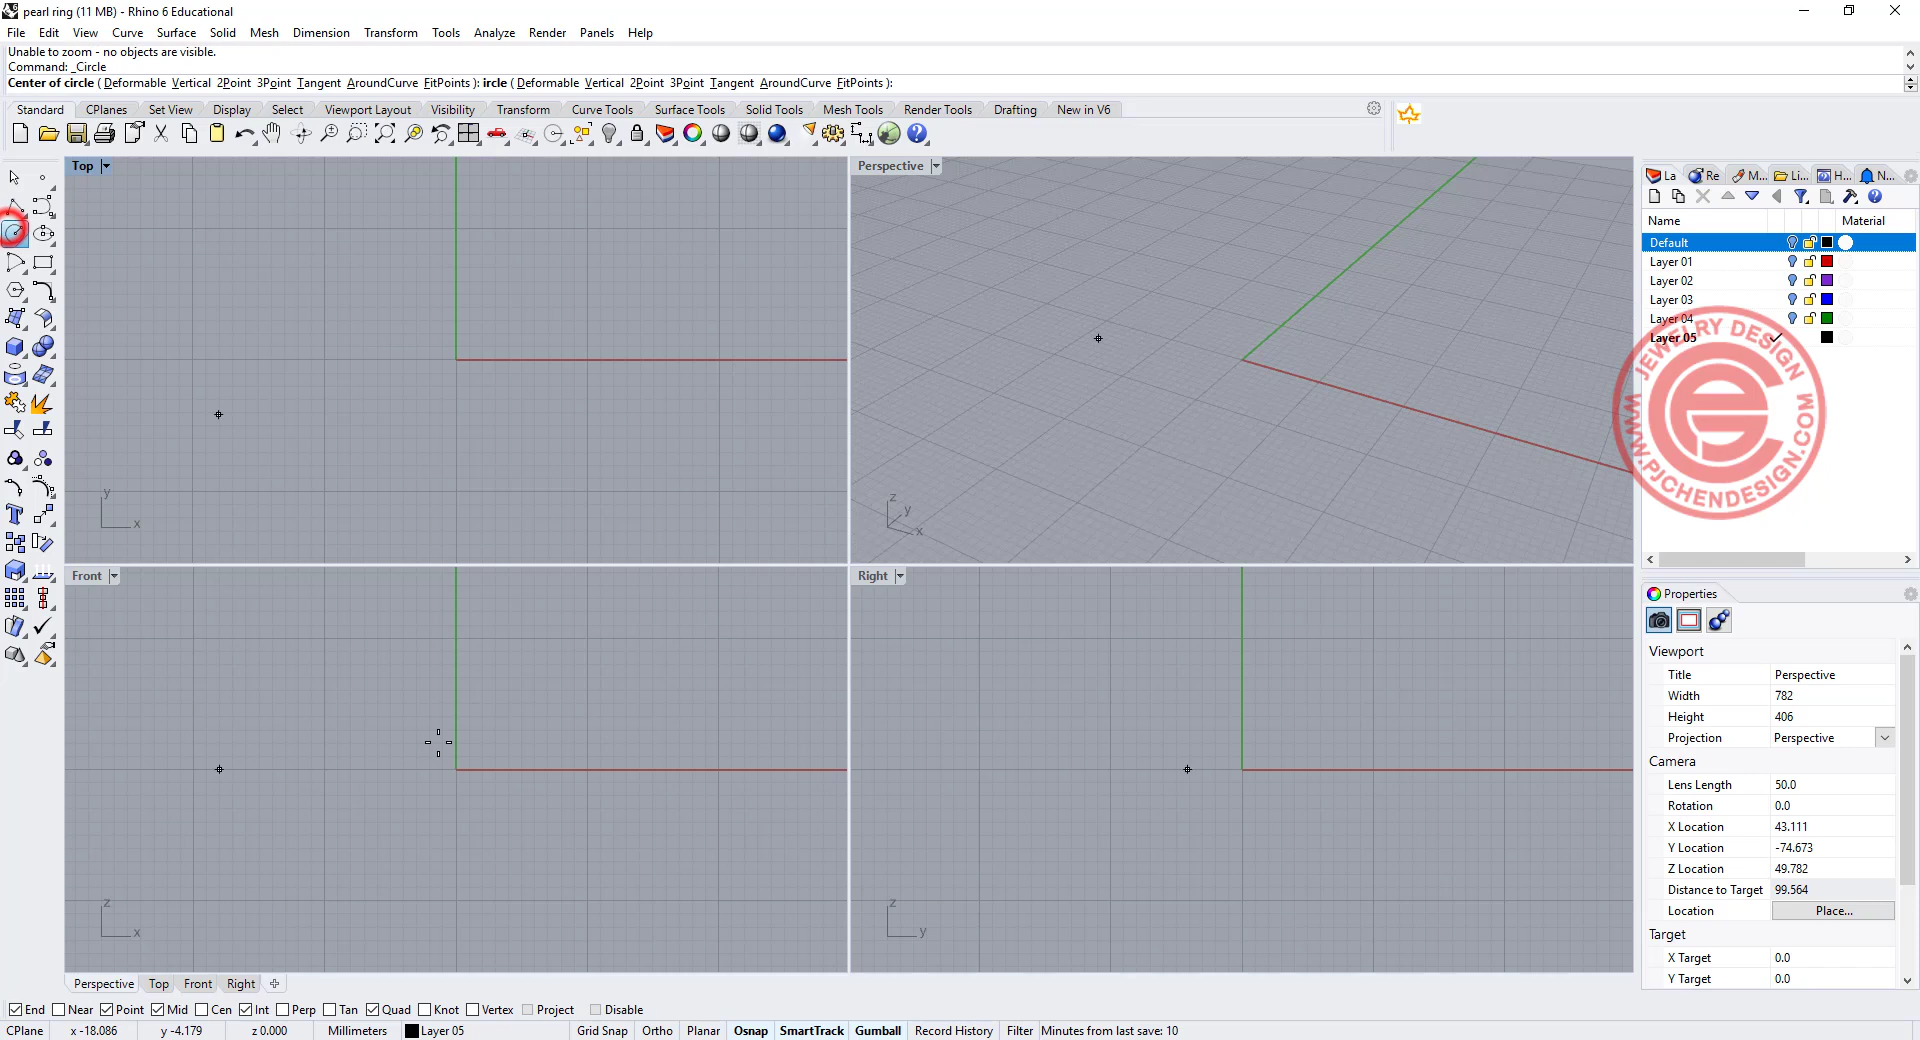 pearl ring (11 MB) - Rhino 6 Educational
File Edit View Curve Surface Solid Mesh Dimension Transform Tools Analyze Render Panels Help
Unable to zoom - no objects are visible.
Command: _Circle
Center of circle ( Deformable Vertical 2Point 3Point Tangent AroundCurve FitPoints ): ircle ( Deformable Vertical 2Point 3Point Tangent AroundCurve FitPoints ):
Standard CPlanes Set View Display Select Viewport Layout Visibility Transform Curve Tools Surface Tools Solid Tools Mesh Tools Render Tools Drafting New in V6
Top
Perspective
La Re M... Li... H... N...
Name Material
Default
Layer 01
Layer 02
Layer 03
Layer 04
Layer 05
JEWELRY DESIGN
WWW.PJCHENDESIGN.COM
y x
z y x
Front
Right
z x
z y
Properties
Viewport
Title Perspective
Width 782
Height 406
Projection Perspective
Camera
Lens Length 50.0
Rotation 0.0
X Location 43.111
Y Location -74.673
Z Location 49.782
Distance to Target 99.564
Location Place...
Target
X Target 0.0
Y Target 0.0
Perspective Top Front Right
End Near Point Mid Cen Int Perp Tan Quad Knot Vertex Project Disable
CPlane x -18.086 y -4.179 z 0.000 Millimeters Layer 05 Grid Snap Ortho Planar Osnap SmartTrack Gumball Record History Filter Minutes from last save: 10